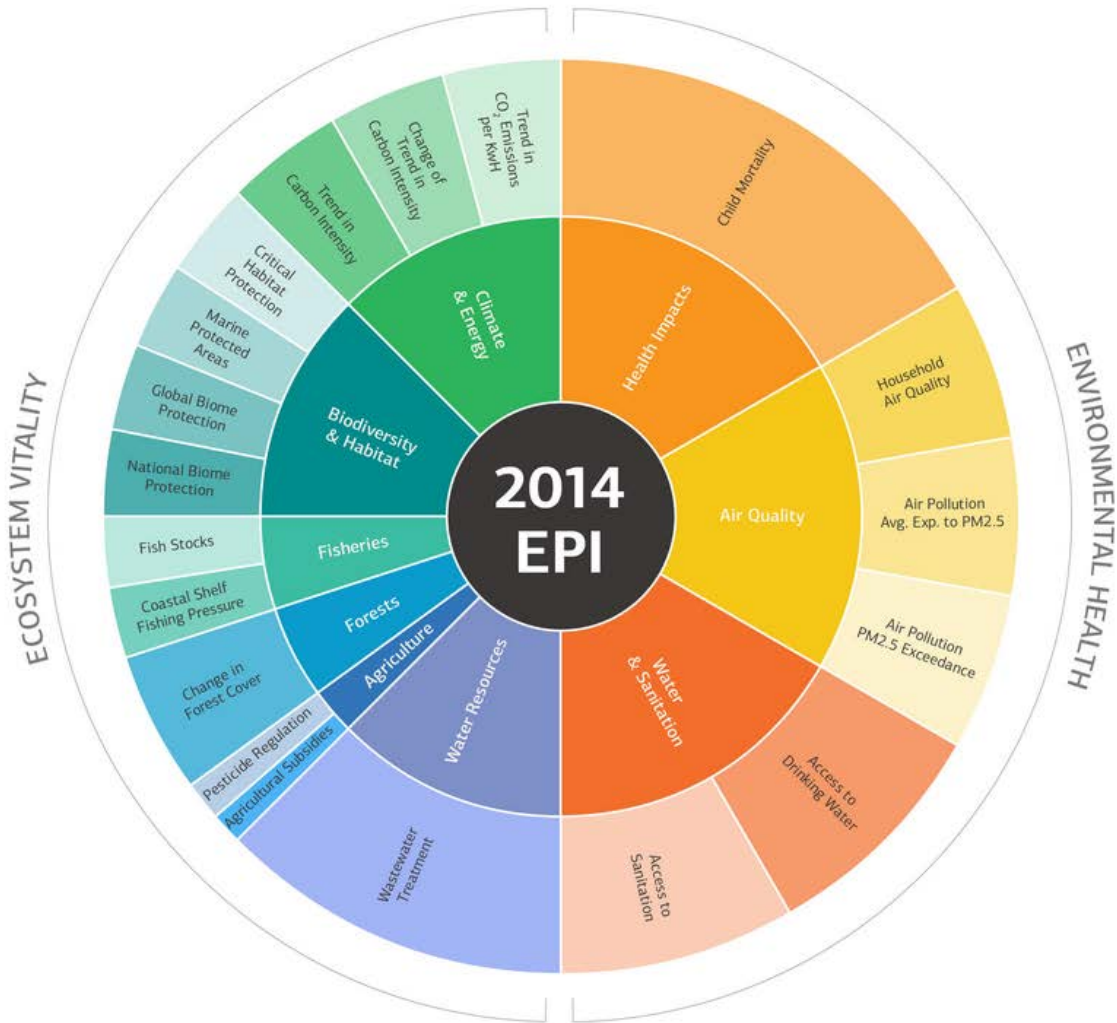 2014
EPI
ENVIRONMENTAL HEALTH
Health Impacts
Child Mortality
Air Quality
Household
Air Quality
Air Pollution
Avg. Exp. to PM2.5
Air Pollution
PM2.5 Exceedance
Water
& Sanitation
Access to
Drinking Water
Access to
Sanitation
ECOSYSTEM VITALITY
Water Resources
Wastewater
Treatment
Agriculture
Agricultural Subsidies
Pesticide Regulation
Forests
Change in
Forest Cover
Fisheries
Coastal Shelf
Fishing Pressure
Fish Stocks
Biodiversity
& Habitat
National Biome
Protection
Global Biome
Protection
Marine
Protected
Areas
Critical
Habitat
Protection
Climate
& Energy
Trend in
Carbon Intensity
Change of
Trend in
Carbon Intensity
Trend in
CO₂ Emissions
per KwH